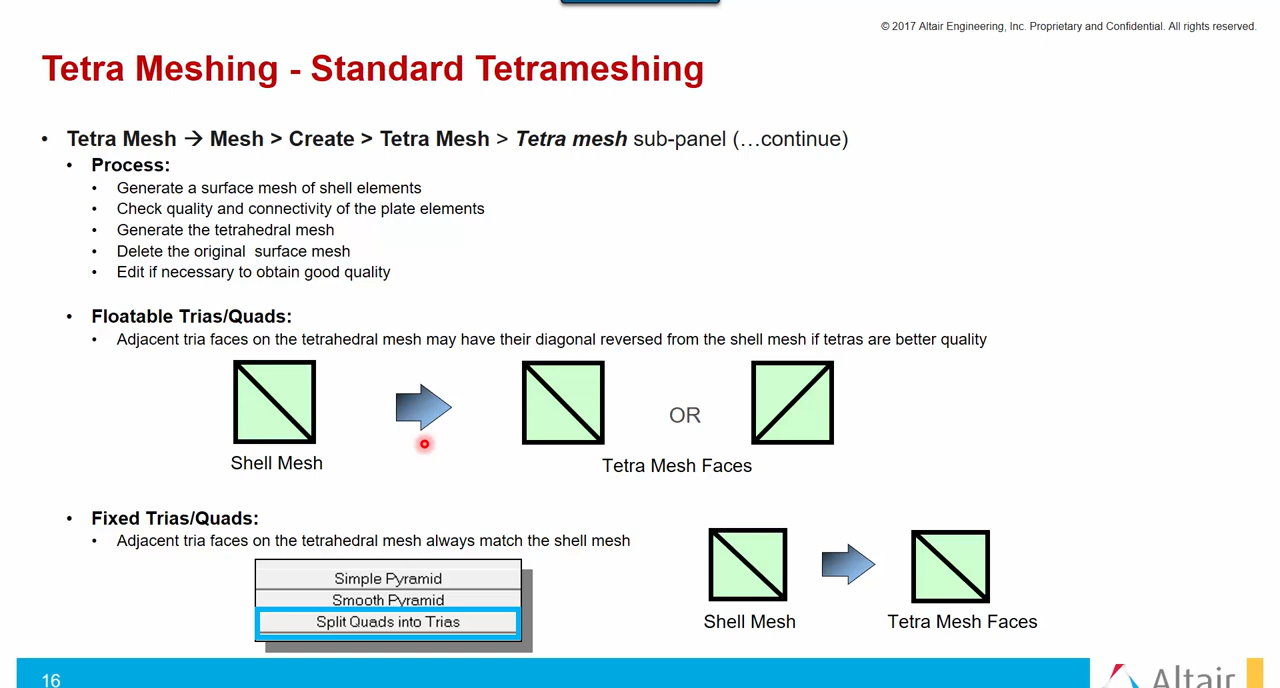 © 2017 Altair Engineering, Inc. Proprietary and Confidential. All rights reserved.
Tetra Meshing - Standard Tetrameshing
• Tetra Mesh → Mesh > Create > Tetra Mesh > Tetra mesh sub-panel (…continue)
• Process:
• Generate a surface mesh of shell elements
• Check quality and connectivity of the plate elements
• Generate the tetrahedral mesh
• Delete the original  surface mesh
• Edit if necessary to obtain good quality
• Floatable Trias/Quads:
• Adjacent tria faces on the tetrahedral mesh may have their diagonal reversed from the shell mesh if tetras are better quality
OR
Shell Mesh
Tetra Mesh Faces
• Fixed Trias/Quads:
• Adjacent tria faces on the tetrahedral mesh always match the shell mesh
Simple Pyramid
Smooth Pyramid
Split Quads into Trias
Shell Mesh
Tetra Mesh Faces
16
Altair